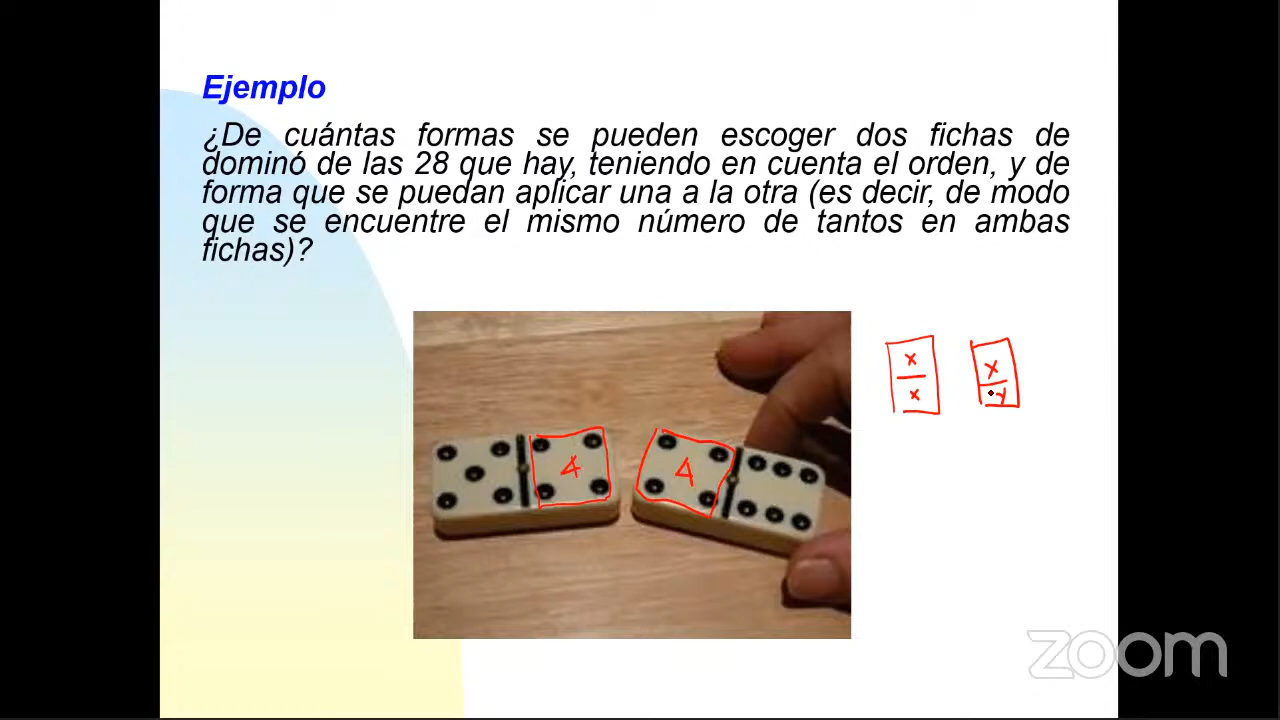 Ejemplo
¿De cuántas formas se pueden escoger dos fichas de
dominó de las 28 que hay, teniendo en cuenta el orden, y de
forma que se puedan aplicar una a la otra (es decir, de modo
que se encuentre el mismo número de tantos en ambas
fichas)?
x
x
x
y
4
4
zoom